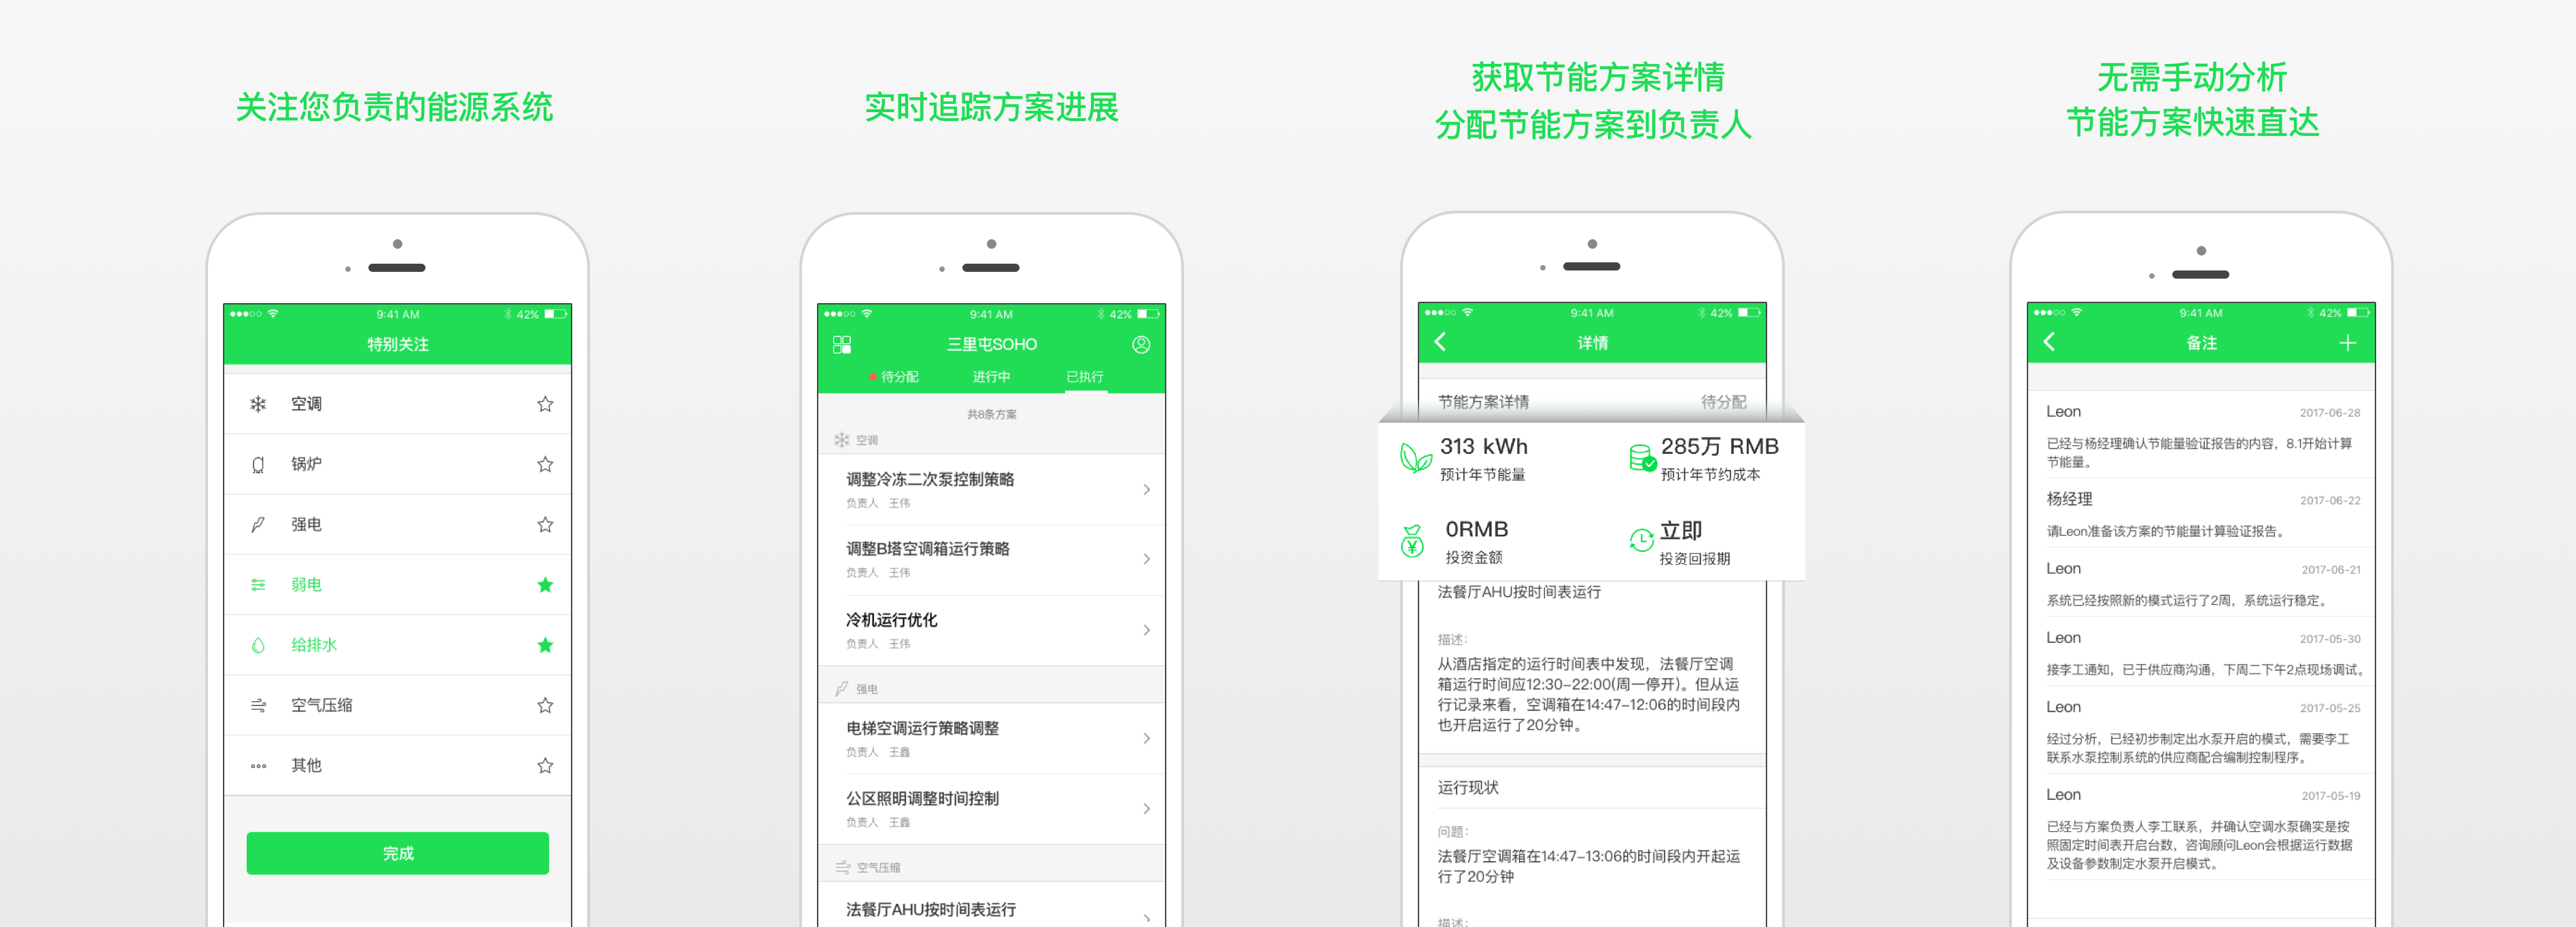 关注您负责的能源系统
9:41 AM
42%
特别关注
空调
锅炉
强电
弱电
给排水
空气压缩
其他
完成
实时追踪方案进展
9:41 AM
42%
三里屯SOHO
待分配
进行中
已执行
共8条方案
空调
调整冷冻二次泵控制策略
负责人 王伟
调整B塔空调箱运行策略
负责人 王伟
冷机运行优化
负责人 王伟
强电
电梯空调运行策略调整
负责人 王鑫
公区照明调整时间控制
负责人 王鑫
空气压缩
法餐厅AHU按时间表运行
获取节能方案详情
分配节能方案到负责人
9:41 AM
42%
详情
节能方案详情
待分配
313 kWh
预计年节能量
285万 RMB
预计年节约成本
0RMB
投资金额
立即
投资回报期
法餐厅AHU按时间表运行
描述:
从酒店指定的运行时间表中发现，法餐厅空调
箱运行时间应12:30-22:00(周一停开)。但从运
行记录来看，空调箱在14:47-12:06的时间段内
也开启运行了20分钟。
运行现状
问题:
法餐厅空调箱在14:47-13:06的时间段内开起运
行了20分钟
描述:
无需手动分析
节能方案快速直达
9:41 AM
42%
备注
Leon
2017-06-28
已经与杨经理确认节能量验证报告的内容，8.1开始计算
节能量。
杨经理
2017-06-22
请Leon准备该方案的节能量计算验证报告。
Leon
2017-06-21
系统已经按照新的模式运行了2周，系统运行稳定。
Leon
2017-05-30
接李工通知，已于供应商沟通，下周二下午2点现场调试。
Leon
2017-05-25
经过分析，已经初步制定出水泵开启的模式，需要李工
联系水泵控制系统的供应商配合编制控制程序。
Leon
2017-05-19
已经与方案负责人李工联系，并确认空调水泵确实是按
照固定时间表开启台数，咨询顾问Leon会根据运行数据
及设备参数制定水泵开启模式。